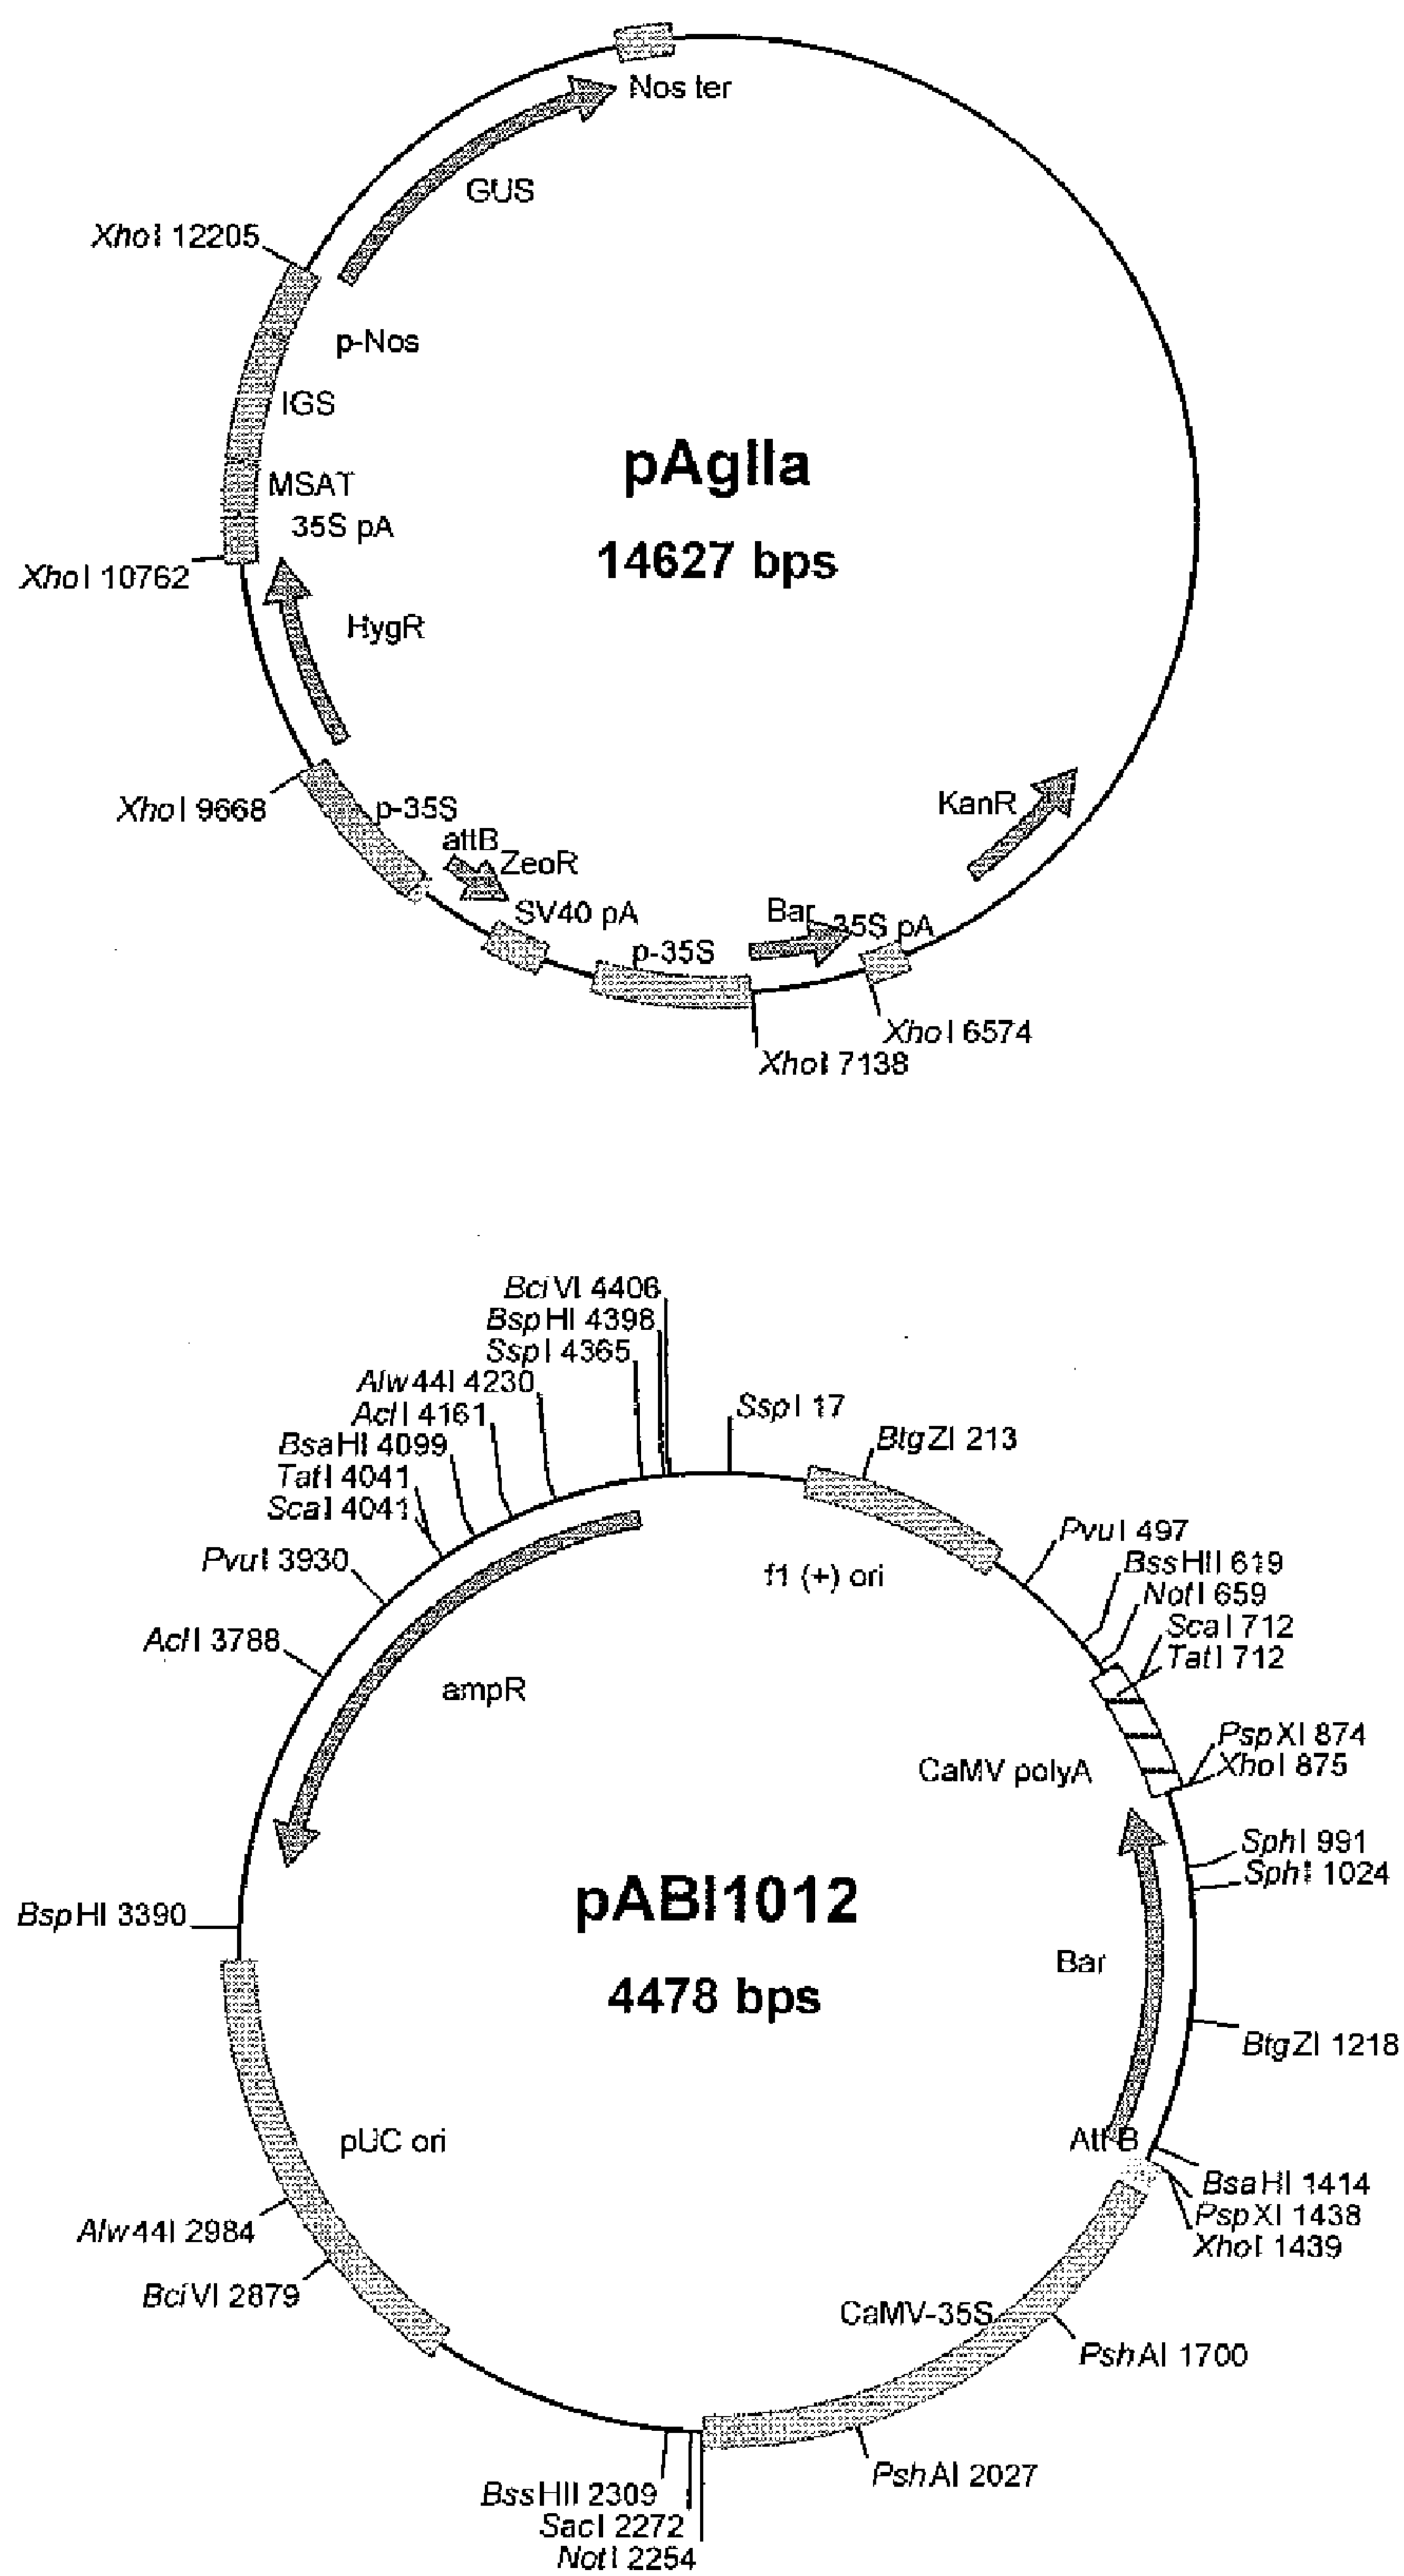 Nos ter
GUS
XhoI 12205
p-Nos
IGS
pAgIIa
MSAT
35S pA
14627 bps
XhoI 10762
HygR
XhoI 9668
p-35S
KanR
attB
ZeoR
SV40 pA
Bar
35S pA
p-35S
XhoI 6574
XhoI 7138
BciVI 4406
BspHI 4398
SspI 4365
Alw44I 4230
AclI 4161
BsaHI 4099
TatI 4041
ScaI 4041
PvuI 3930
AclI 3788
SspI 17
BtgZI 213
f1 (+) ori
PvuI 497
BssHII 619
NotI 659
ScaI 712
TatI 712
ampR
PspXI 874
XhoI 875
CaMV polyA
SphI 991
SphI 1024
BspHI 3390
pABI1012
Bar
4478 bps
BtgZI 1218
pUC ori
Att B
BsaHI 1414
PspXI 1438
XhoI 1439
Alw44I 2984
BciVI 2879
CaMV-35S
PshAI 1700
PshAI 2027
BssHII 2309
SacI 2272
NotI 2254